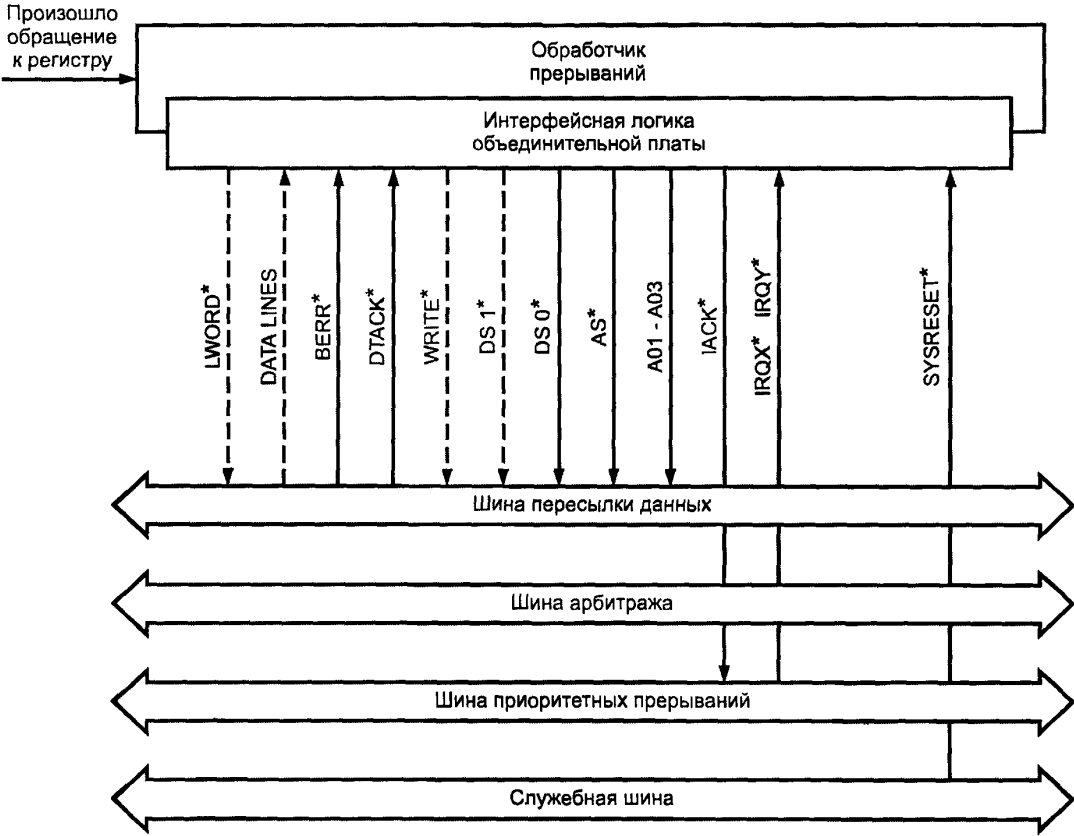 Произошло
обращение
к регистру
Обработчик
прерываний
Интерфейсная логика
объединительной платы
LWORD*
DATA LINES
BERR*
DTACK*
WRITE*
DS 1*
DS 0*
AS*
A01 - A03
IACK*
IRQX* IRQY*
SYSRESET*
Шина пересылки данных
Шина арбитража
Шина приоритетных прерываний
Служебная шина